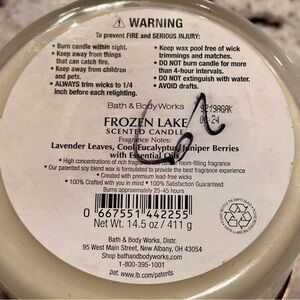 ⚠ WARNING
To prevent FIRE and SERIOUS INJURY:
• Burn candle within sight.
• Keep away from things that can catch fire.
• Keep away from children and pets.
• ALWAYS trim wicks to 1/4 inch before each relighting.
• Keep wax pool free of wick trimmings and matches.
• DO NOT burn candle for more than 4-hour intervals.
• DO NOT extinguish with water.
• AVOID drafts.
Bath & Body Works
FROZEN LAKE
SCENTED CANDLE
Fragrance Notes:
Lavender Leaves, Cool Eucalyptus, Juniper Berries
with Essential Oils
• High concentrations of rich fragrance room-filling fragrance
• Our patented soy blend wax is formulated to provide the best fragrance experience
• Created with premium lead-free wicks
• 100% Crafted with you in mind • 100% Satisfaction Guaranteed
Burns approximately 25-45 hours
0 667551 442255
Net Wt. 14.5 oz / 411 g
Bath & Body Works, Distr.
95 West Main Street, New Albany, OH 43054
Shop bathandbodyworks.com
1-800-395-1001
pat. www.lb.com/patents